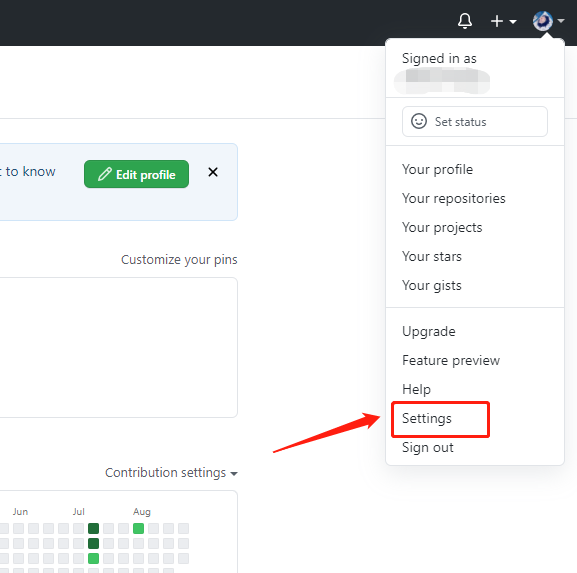 Signed in as
Set status
t to know
Edit profile
Your profile
Your repositories
Your projects
Your stars
Your gists
Customize your pins
Upgrade
Feature preview
Help
Settings
Sign out
Contribution settings
Jun Jul Aug